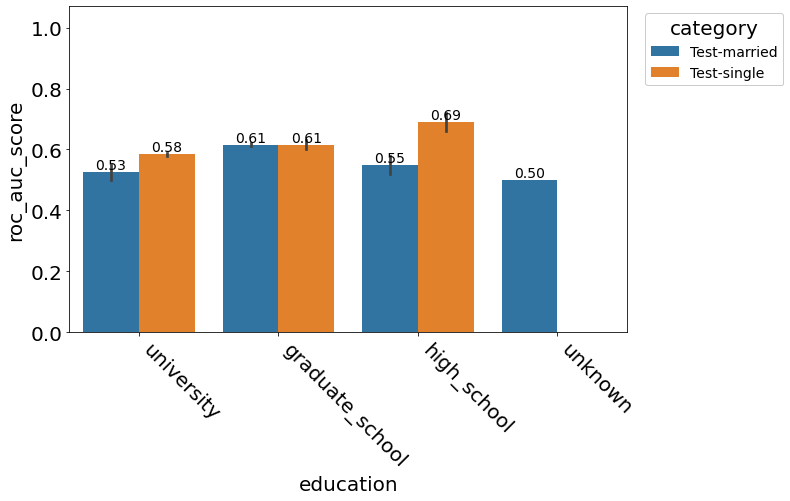 category
Test-married
Test-single
roc_auc_score
1.0
0.8
0.6
0.4
0.2
0.0
0.53
0.58
0.61
0.61
0.55
0.69
0.50
university
graduate_school
high_school
unknown
education